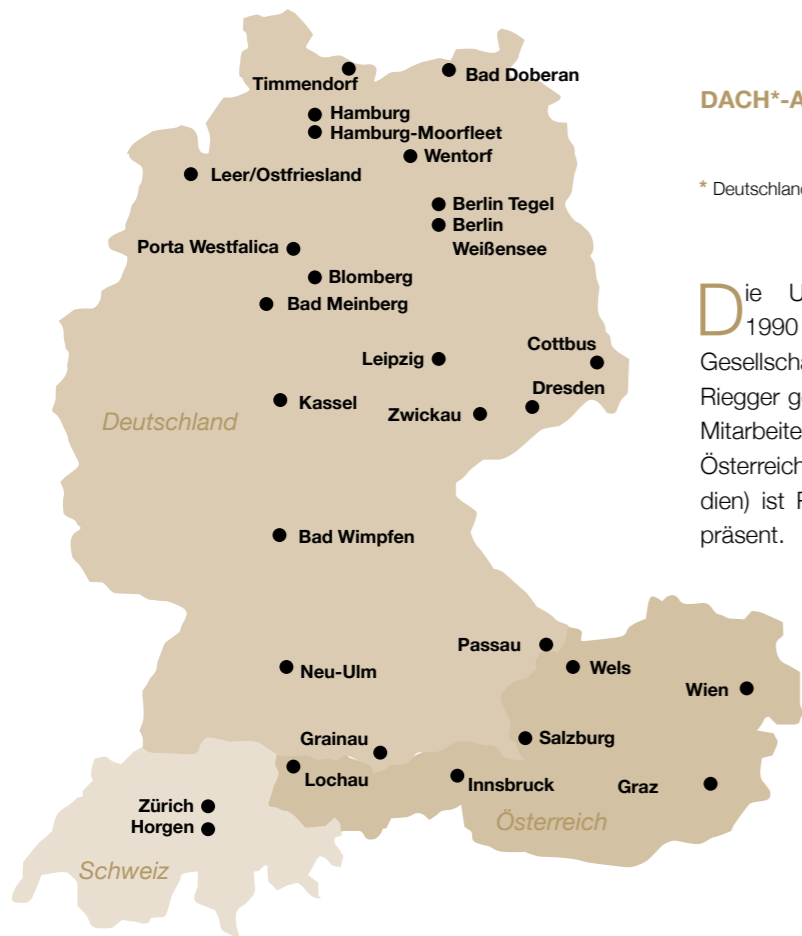 Timmendorf
Bad Doberan
Hamburg
Hamburg-Moorfleet
Wentorf
Leer/Ostfriesland
Berlin Tegel
Berlin
Weißensee
Porta Westfalica
Blomberg
Bad Meinberg
Cottbus
Leipzig
Dresden
Kassel
Zwickau
Deutschland
Bad Wimpfen
Passau
Neu-Ulm
Wels
Wien
Grainau
Salzburg
Lochau
Innsbruck
Graz
Zürich
Horgen
Österreich
Schweiz
DACH*-A
* Deutschland
Die U
1990
Gesellscha
Riegger ge
Mitarbeite
Österreich
dien) ist F
präsent.